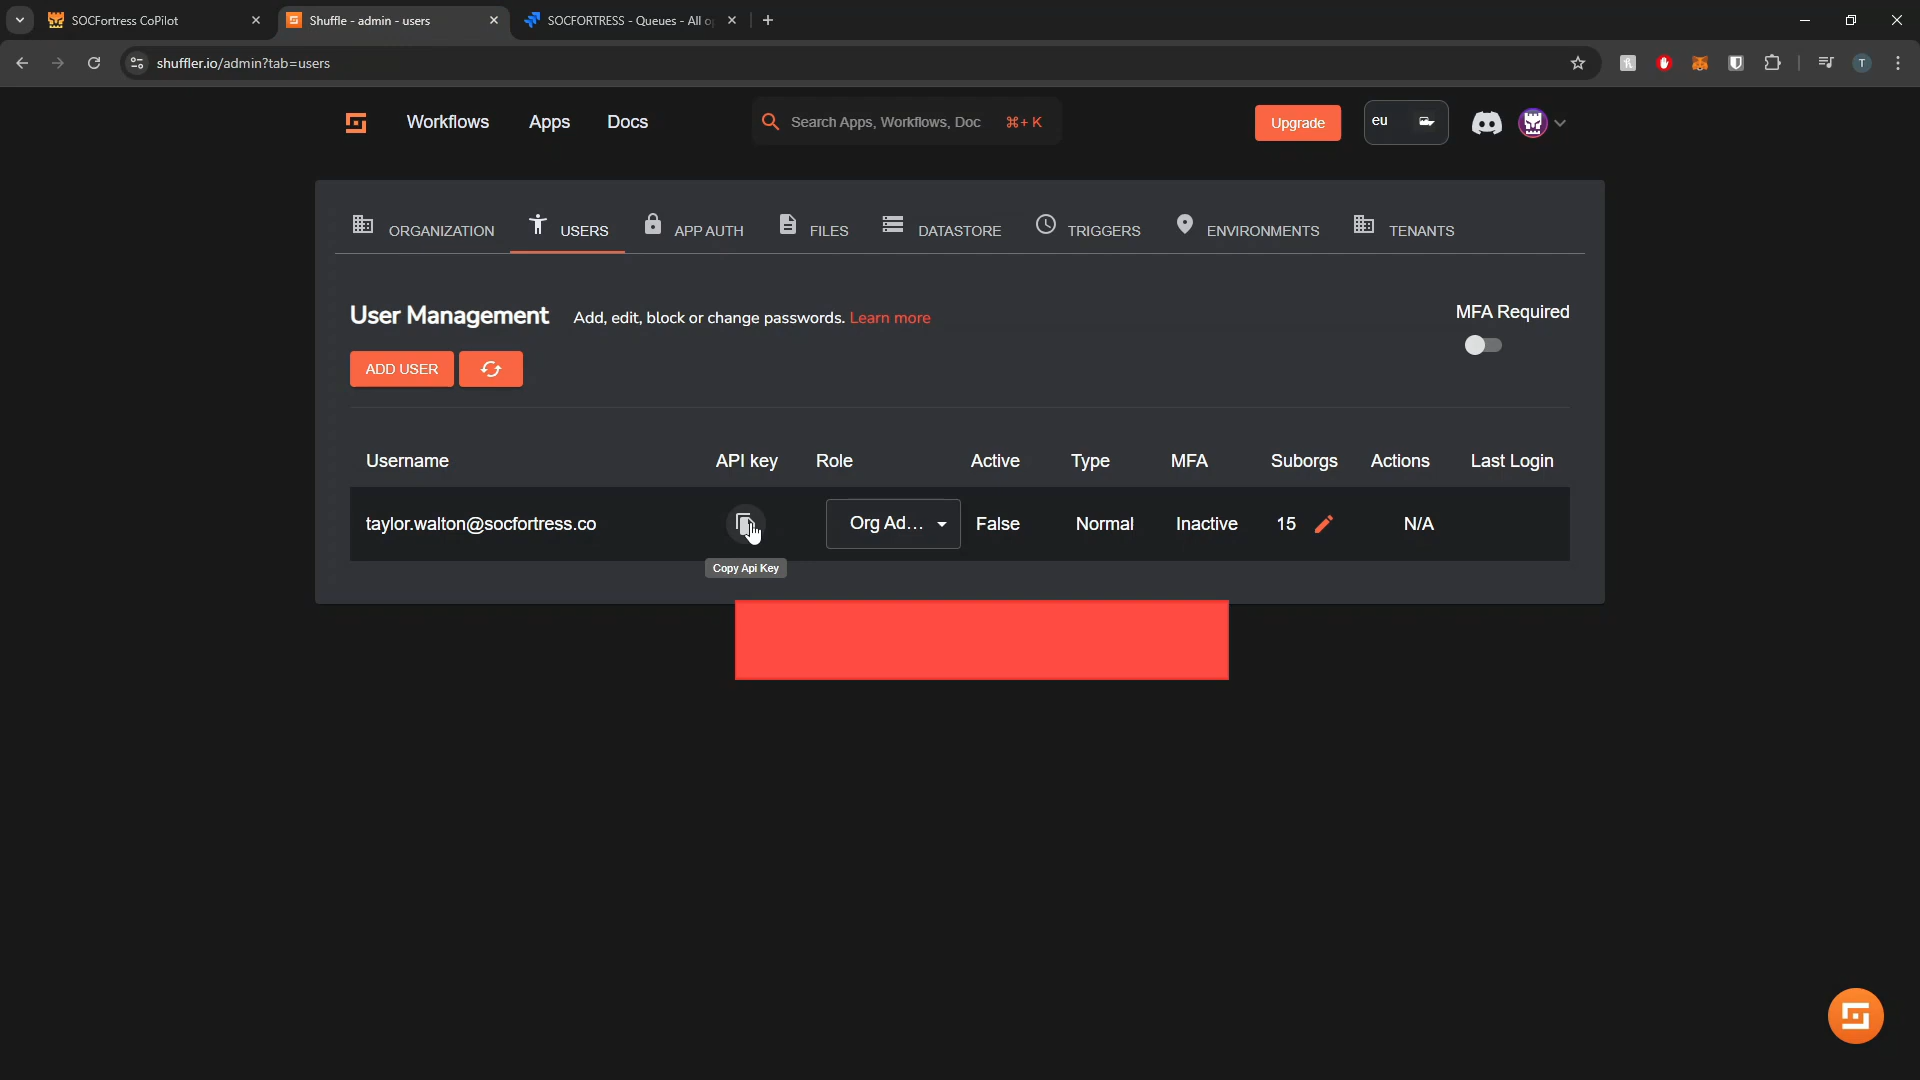 SOCFortress CoPilot
Shuffle - admin - users
SOCFORTRESS - Queues - All o
shuffler.io/admin?tab=users
T
Workflows
Apps
Docs
Search Apps, Workflows, Doc
⌘+ K
Upgrade
eu
ORGANIZATION
USERS
APP AUTH
FILES
DATASTORE
TRIGGERS
ENVIRONMENTS
TENANTS
User Management
Add, edit, block or change passwords. Learn more
MFA Required
ADD USER
Username
API key
Role
Active
Type
MFA
Suborgs
Actions
Last Login
taylor.walton@socfortress.co
Org Ad...
False
Normal
Inactive
15
N/A
Copy Api Key